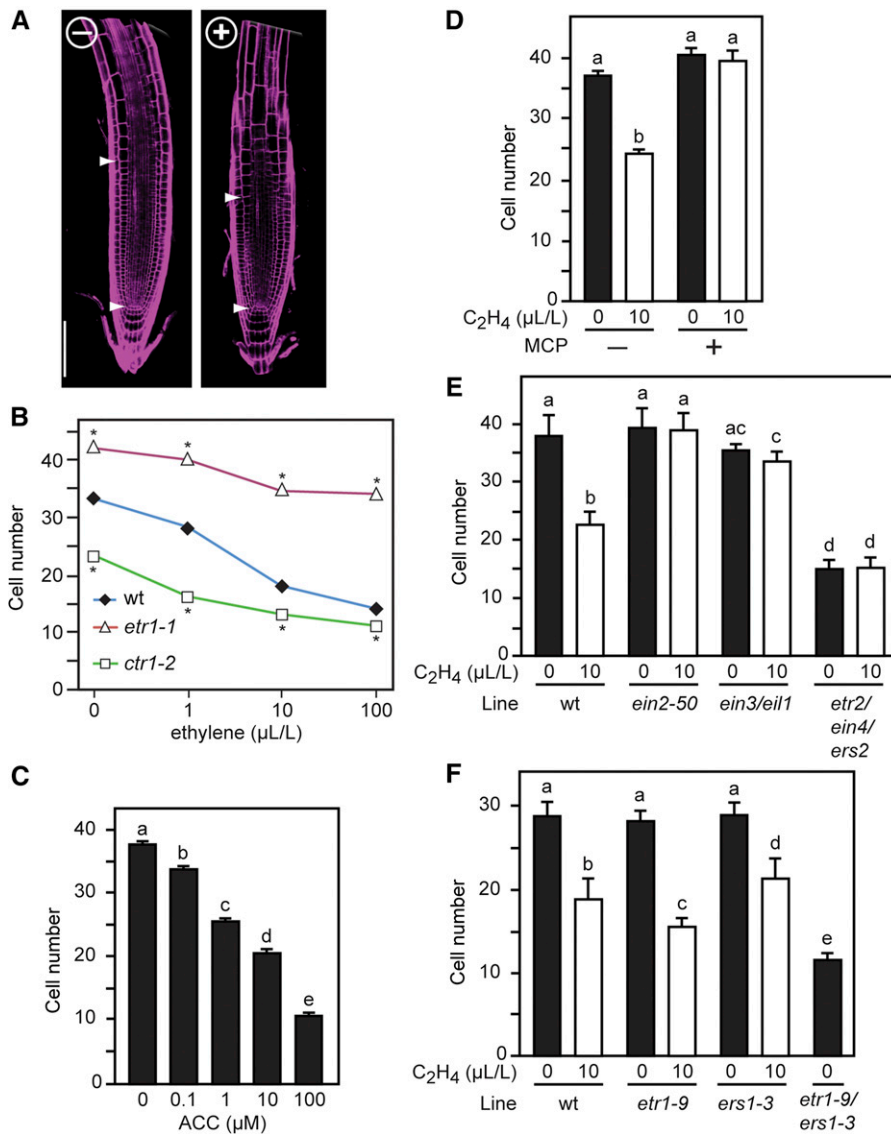 A
− +
B
Cell number
40
30
20
10
0
* * * *
wt
etr1-1
ctr1-2
* * * *
0 1 10 100
ethylene (µL/L)
C
Cell number
40
30
20
10
0
a b c d e
0 0.1 1 10 100
ACC (µM)
D
Cell number
40
30
20
10
0
a b a a
C₂H₄ (µL/L) 0 10 0 10
MCP — +
E
Cell number
40
30
20
10
0
a b a a ac c d d
C₂H₄ (µL/L) 0 10 0 10 0 10 0 10
Line wt ein2-50 ein3/eil1 etr2/
ein4/
ers2
F
Cell number
30
20
10
0
a b a c a d e
C₂H₄ (µL/L) 0 10 0 10 0 10 0
Line wt etr1-9 ers1-3 etr1-9/
ers1-3